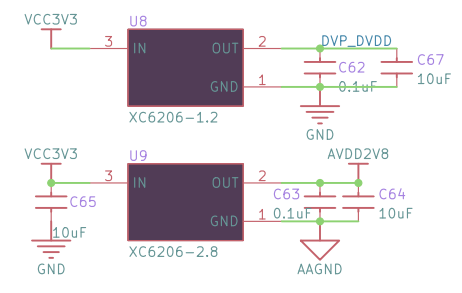 VCC3V3
U8
3 IN OUT 2
DVP_DVDD
C62
0.1uF
C67
10uF
GND 1
XC6206-1.2
GND
VCC3V3
U9
AVDD2V8
3 IN OUT 2
C65
10uF
C63
0.1uF
C64
10uF
GND 1
XC6206-2.8
GND
AAGND